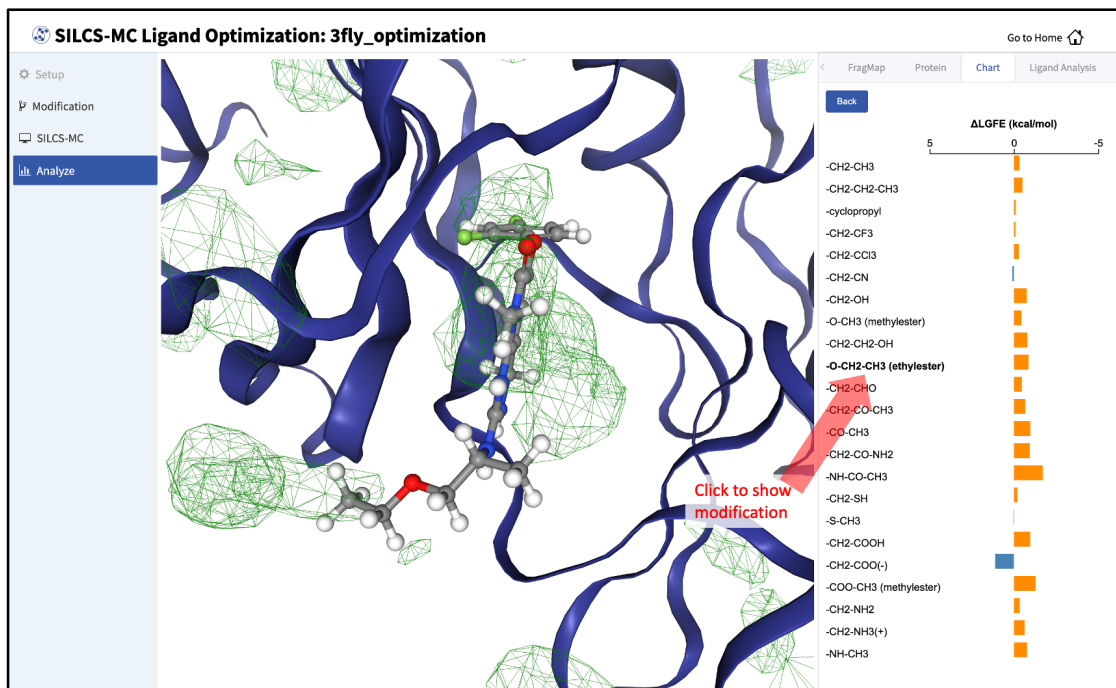 SILCS-MC Ligand Optimization: 3fly_optimization
Go to Home
Setup
Modification
SILCS-MC
Analyze
FragMap Protein Chart Ligand Analysis
Back
ΔLGFE (kcal/mol)
5 0 -5
-CH2-CH3
-CH2-CH2-CH3
-cyclopropyl
-CH2-CF3
-CH2-CCl3
-CH2-CN
-CH2-OH
-O-CH3 (methylester)
-CH2-CH2-OH
-O-CH2-CH3 (ethylester)
-CH2-CHO
-CH2-CO-CH3
-CO-CH3
-CH2-CO-NH2
-NH-CO-CH3
-CH2-SH
-S-CH3
-CH2-COOH
-CH2-COO(-)
-COO-CH3 (methylester)
-CH2-NH2
-CH2-NH3(+)
-NH-CH3
Click to show
modification